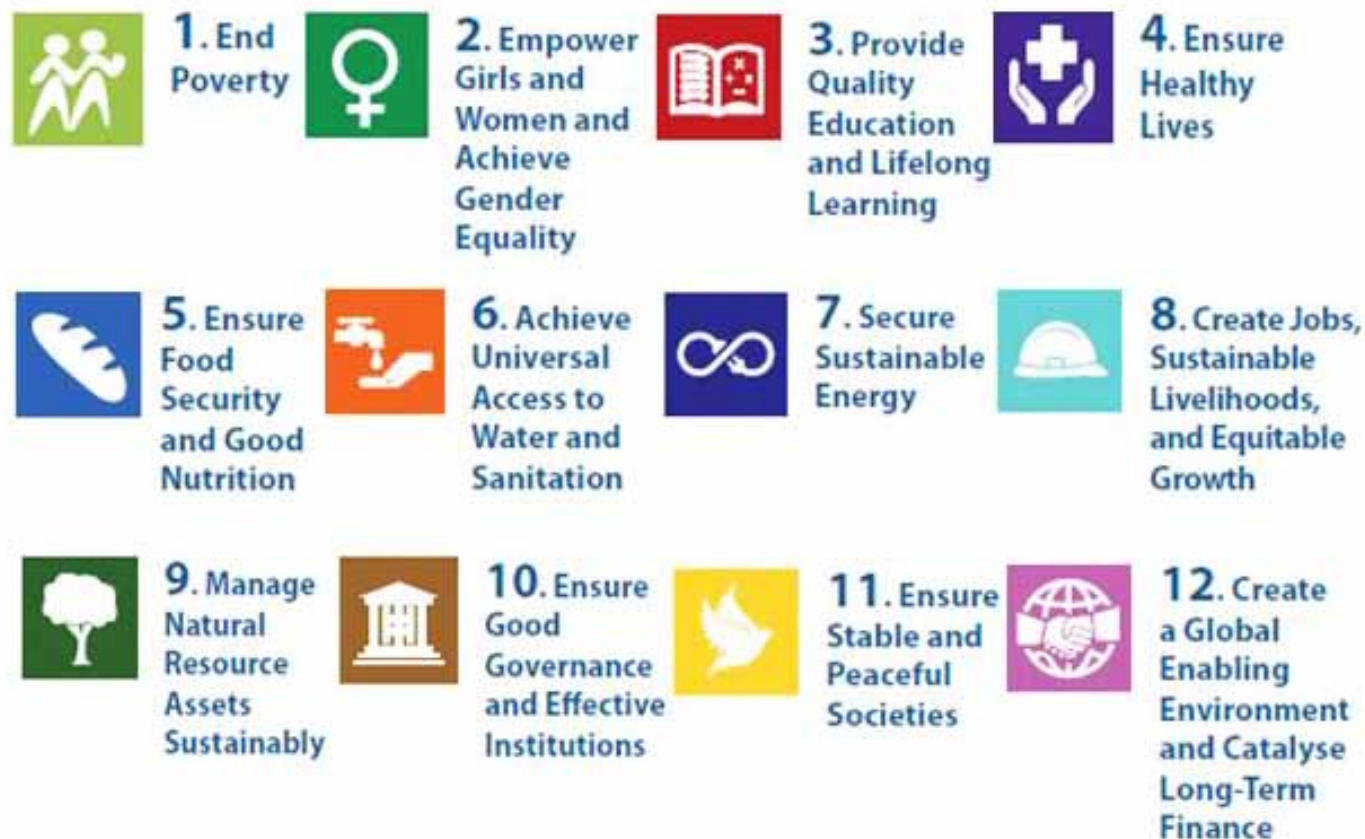 1. End
Poverty
2. Empower
Girls and
Women and
Achieve
Gender
Equality
3. Provide
Quality
Education
and Lifelong
Learning
4. Ensure
Healthy
Lives
5. Ensure
Food
Security
and Good
Nutrition
6. Achieve
Universal
Access to
Water and
Sanitation
7. Secure
Sustainable
Energy
8. Create Jobs,
Sustainable
Livelihoods,
and Equitable
Growth
9. Manage
Natural
Resource
Assets
Sustainably
10. Ensure
Good
Governance
and Effective
Institutions
11. Ensure
Stable and
Peaceful
Societies
12. Create
a Global
Enabling
Environment
and Catalyse
Long-Term
Finance